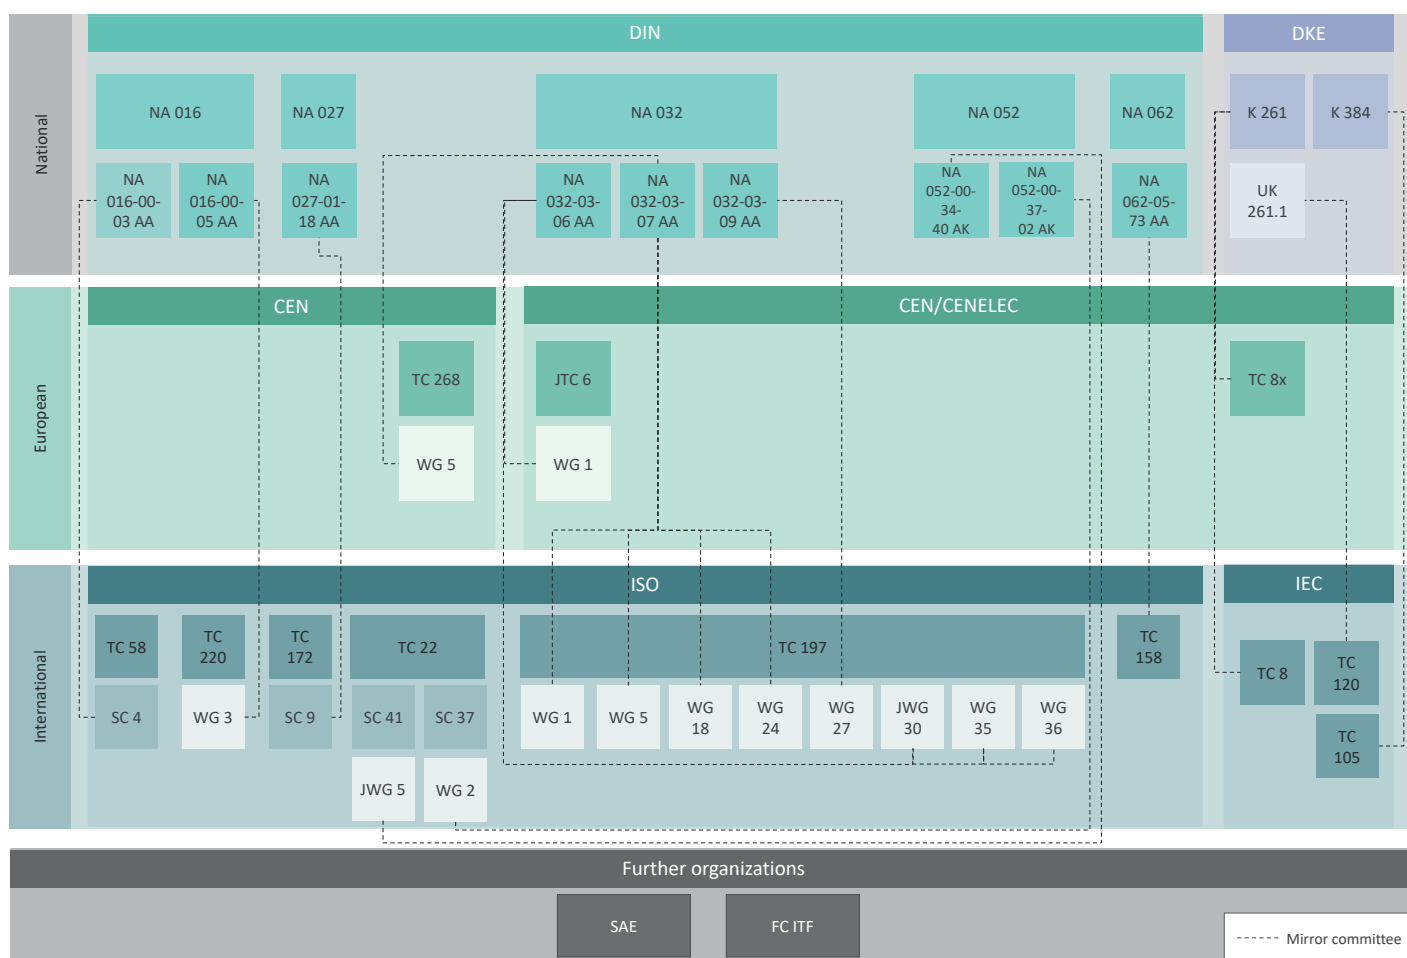 National
DIN
DKE
NA 016
NA 027
NA 032
NA 052
NA 062
K 261
K 384
NA
016-00-
03 AA
NA
016-00-
05 AA
NA
027-01-
18 AA
NA
032-03-
06 AA
NA
032-03-
07 AA
NA
032-03-
09 AA
NA
052-00-
34-
40 AK
NA
052-00-
37-
02 AK
NA
062-05-
73 AA
UK
261.1
European
CEN
CEN/CENELEC
TC 268
JTC 6
TC 8x
WG 5
WG 1
International
ISO
IEC
TC 58
TC
220
TC
172
TC 22
TC 197
TC
158
TC 8
TC
120
SC 4
WG 3
SC 9
SC 41
SC 37
WG 1
WG 5
WG
18
WG
24
WG
27
JWG
30
WG
35
WG
36
TC
105
JWG 5
WG 2
Further organizations
SAE
FC ITF
Mirror committee